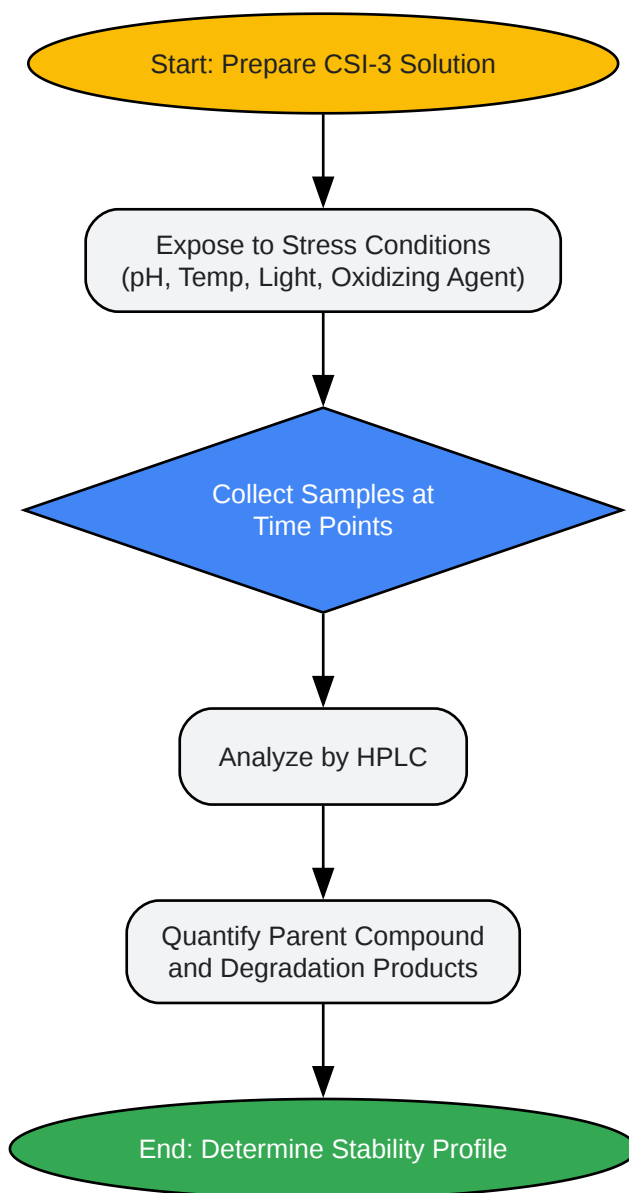 Start: Prepare CSI-3 Solution
Expose to Stress Conditions
(pH, Temp, Light, Oxidizing Agent)
Collect Samples at
Time Points
Analyze by HPLC
Quantify Parent Compound
and Degradation Products
End: Determine Stability Profile